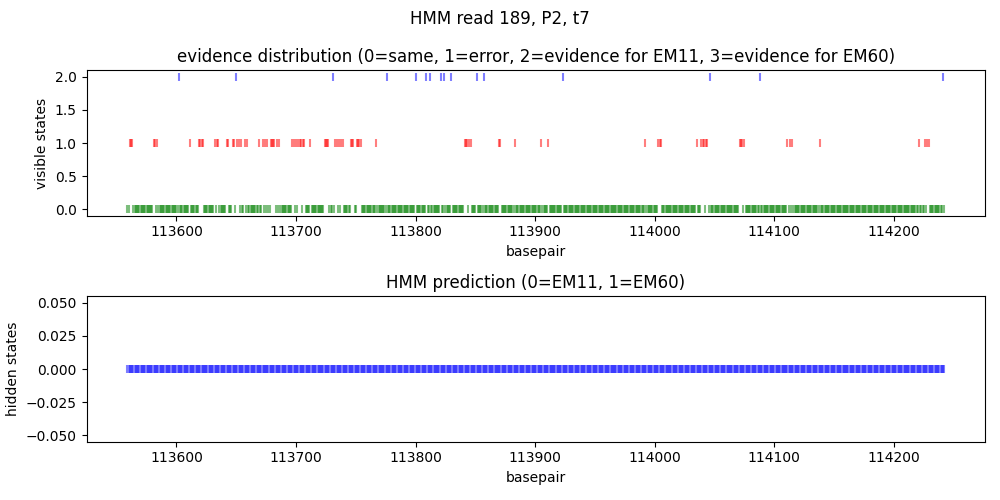 HMM read 189, P2, t7
evidence distribution (0=same, 1=error, 2=evidence for EM11, 3=evidence for EM60)
2.0
1.5
1.0
0.5
0.0
visible states
113600 113700 113800 113900 114000 114100 114200
basepair
HMM prediction (0=EM11, 1=EM60)
0.050
0.025
0.000
−0.025
−0.050
hidden states
113600 113700 113800 113900 114000 114100 114200
basepair